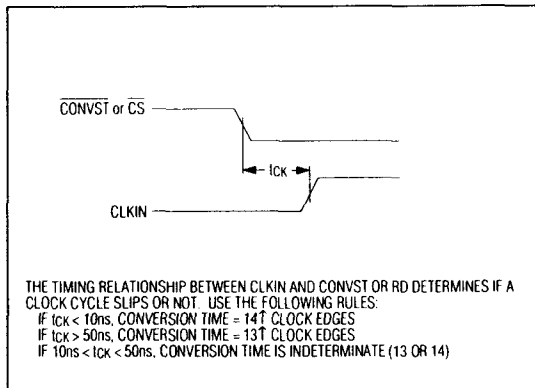 CONVST or CS
tCK
CLKIN
THE TIMING RELATIONSHIP BETWEEN CLKIN AND CONVST OR RD DETERMINES IF A
CLOCK CYCLE SLIPS OR NOT. USE THE FOLLOWING RULES:
IF tCK < 10ns, CONVERSION TIME = 14↑ CLOCK EDGES
IF tCK > 50ns, CONVERSION TIME = 13↑ CLOCK EDGES
IF 10ns < tCK < 50ns, CONVERSION TIME IS INDETERMINATE (13 OR 14)